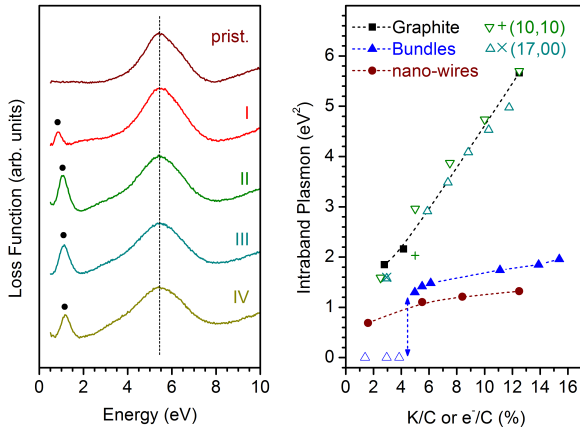 Loss Function (arb. units)
prist.
I
II
III
IV
0 2 4 6 8 10
Energy (eV)
Intraband Plasmon (eV²)
6
5
4
3
2
1
0
Graphite
Bundles
nano-wires
+ (10,10)
× (17,00)
2 4 6 8 10 12 14 16
K/C or e⁻/C (%)